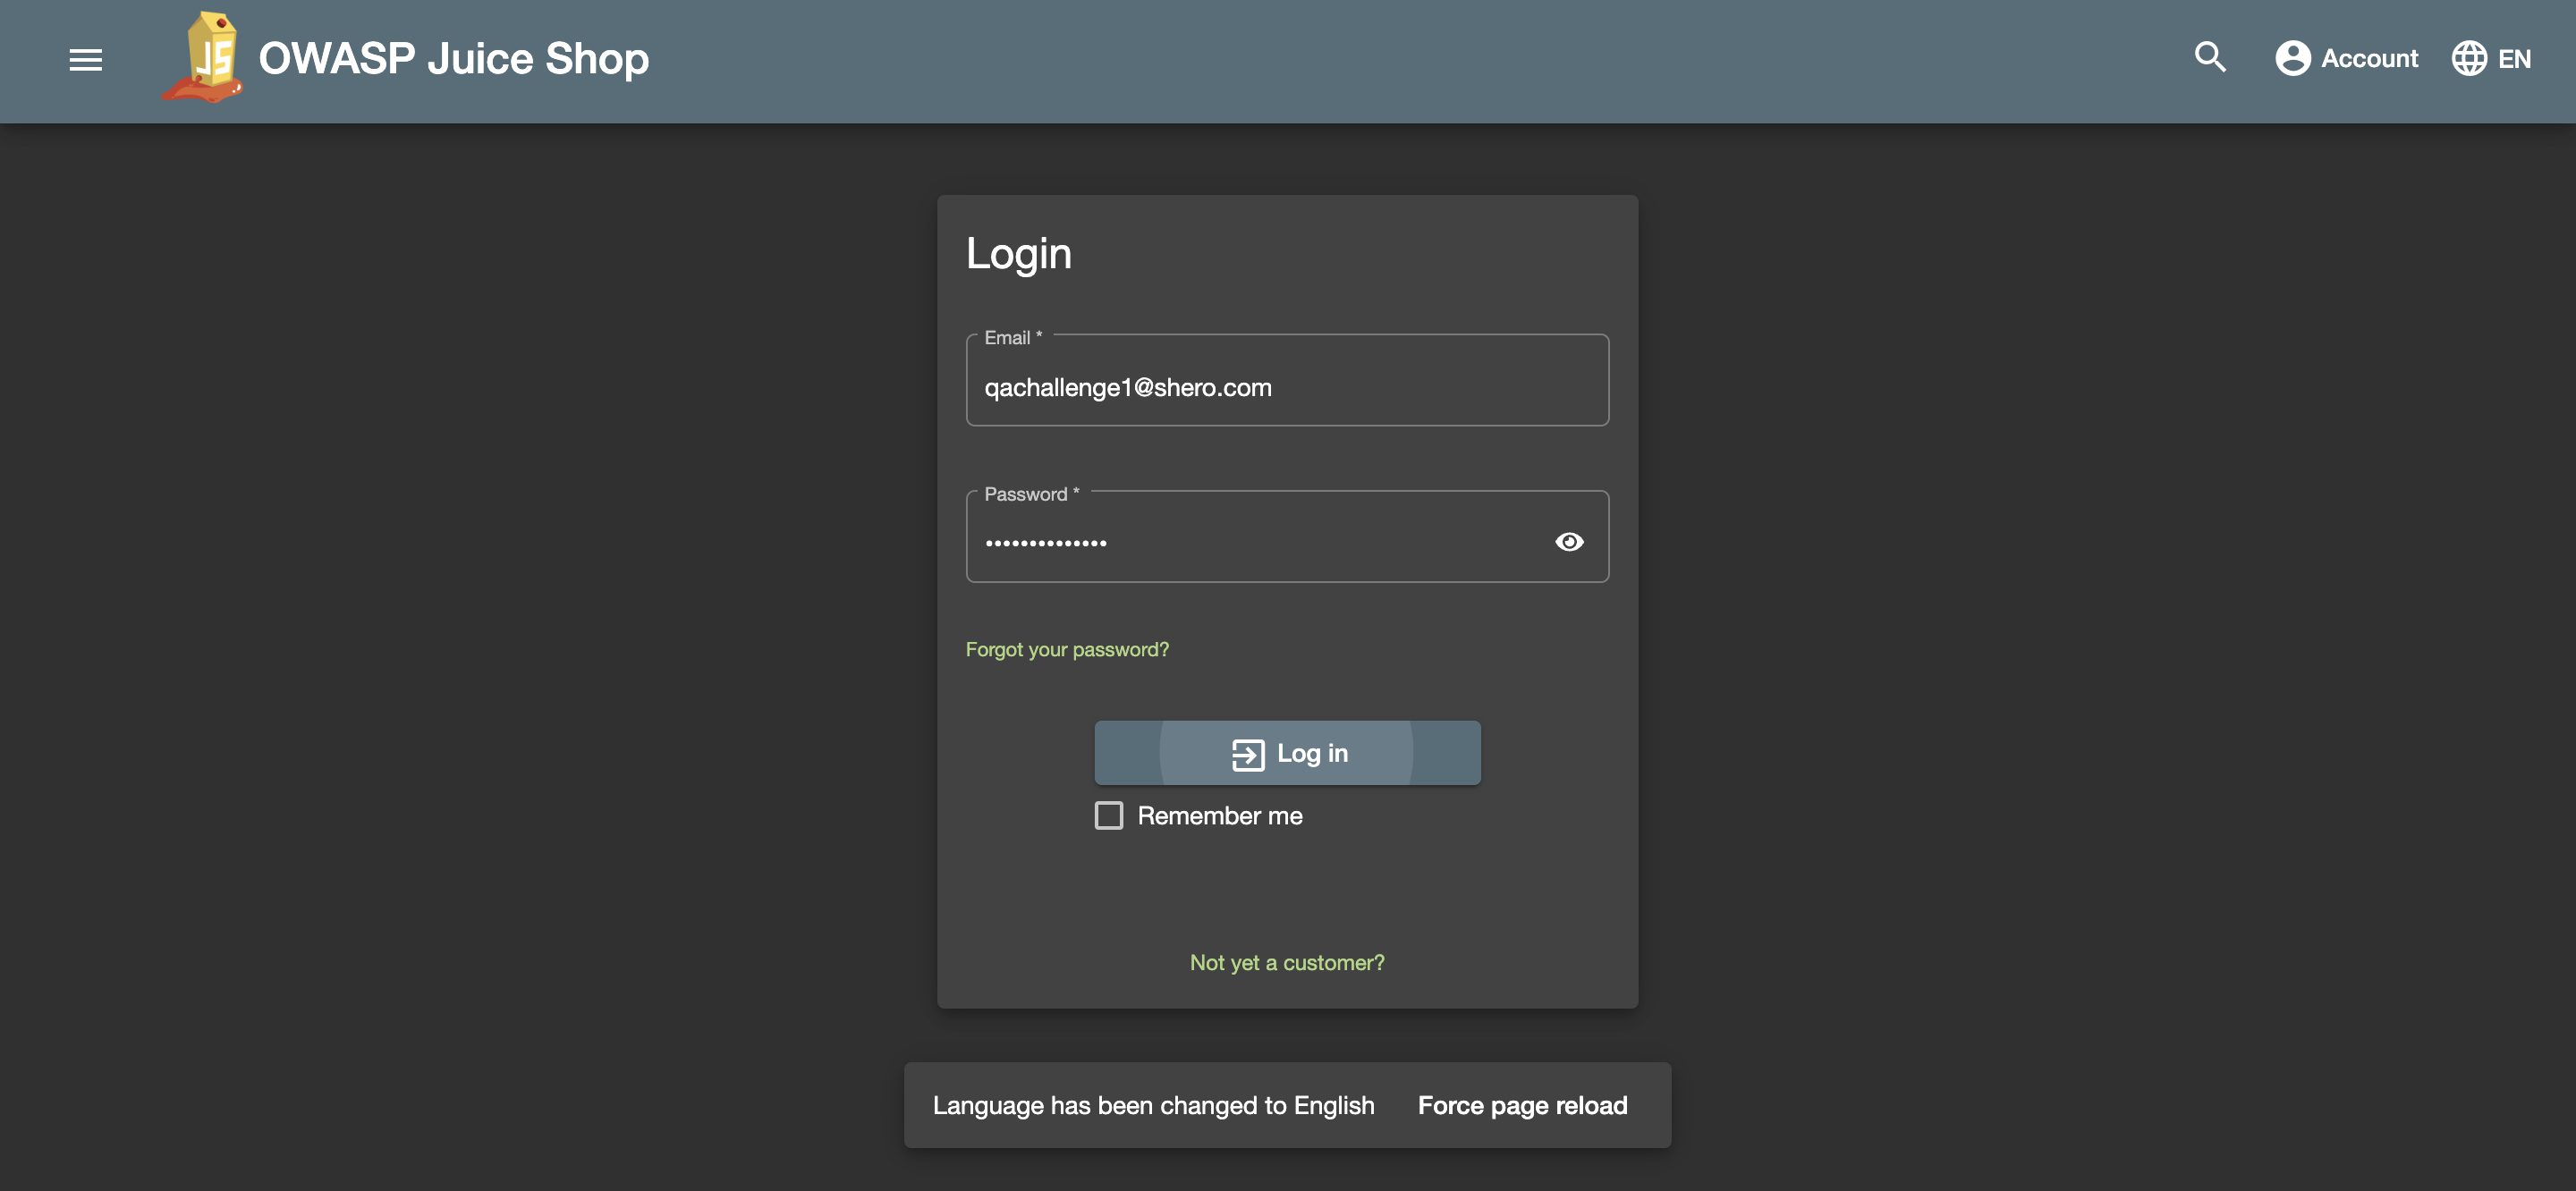 JS
OWASP Juice Shop
Account
EN
Login
Email *
qachallenge1@shero.com
Password *
••••••••••••••
Forgot your password?
Log in
Remember me
Not yet a customer?
Language has been changed to English Force page reload